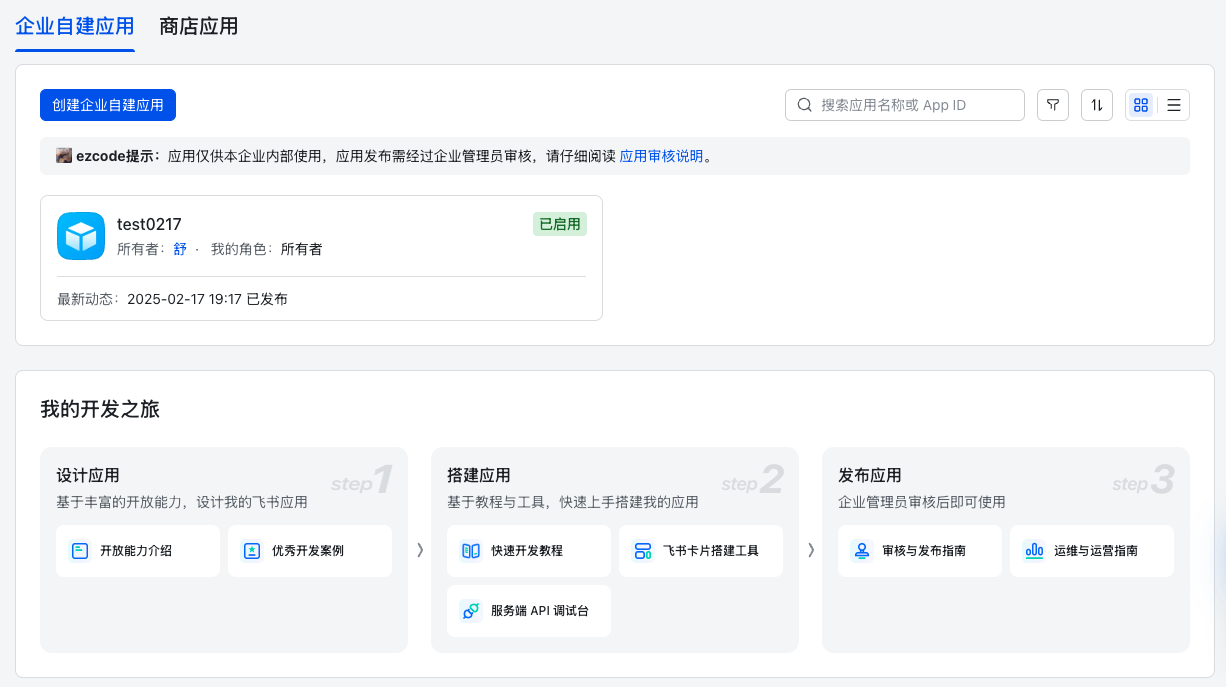 企业自建应用 商店应用
创建企业自建应用 搜索应用名称或 App ID
ezcode提示：应用仅供本企业内部使用，应用发布需经过企业管理员审核，请仔细阅读 应用审核说明。
test0217 已启用
所有者：舒 · 我的角色：所有者
最新动态：2025-02-17 19:17 已发布
我的开发之旅
设计应用 step1
基于丰富的开放能力，设计我的飞书应用
开放能力介绍 优秀开发案例
搭建应用 step2
基于教程与工具，快速上手搭建我的应用
快速开发教程 飞书卡片搭建工具
服务端 API 调试台
发布应用 step3
企业管理员审核后即可使用
审核与发布指南 运维与运营指南